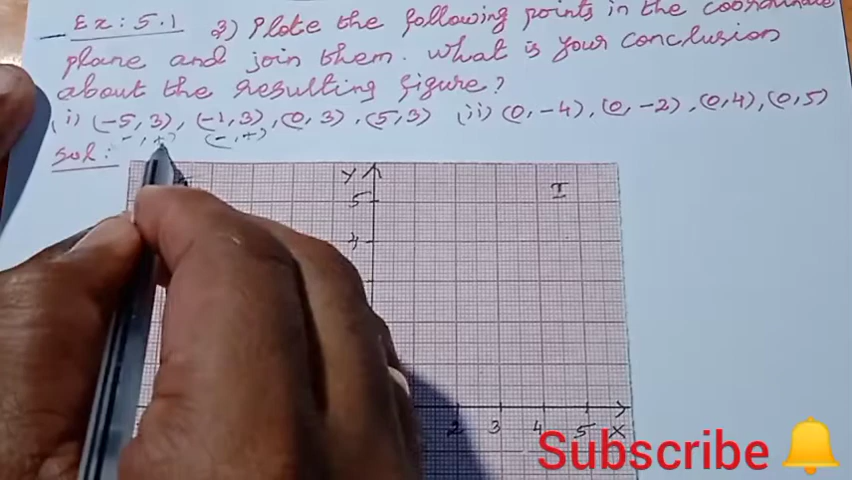 Ex: 5.1 3) Plote the following points in the coordinate
plane and join them. What is your conclusion
about the resulting figure?
(i) (-5, 3), (-1, 3), (0, 3), (5, 3) (ii) (0, -4), (0, -2), (0, 4), (0, 5)
-, + (-, +)
Sol:
Y I
5
4
2 3 4 5 X
Subscribe